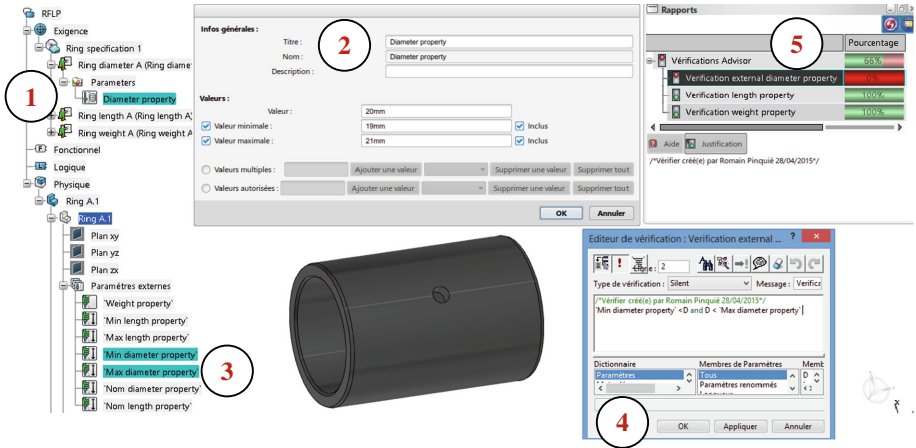 RFLP
Exigence
Ring specification 1
Ring diameter A (Ring diame
Parameters
1
Diameter property
Ring length A (Ring length A)
Ring weight A (Ring weight A
Fonctionnel
Logique
Physique
Ring A.1
Ring A.1
Plan xy
Plan yz
Plan zx
Paramètres externes
`Weight property`
`Min length property`
`Max length property`
`Min diameter property`
`Max diameter property`
3
`Nom diameter property`
`Nom length property`
Infos générales :
2
Titre : Diameter property
Nom : Diameter property
Description :
Valeurs :
Valeur : 20mm
Valeur minimale : 19mm Inclus
Valeur maximale : 21mm Inclus
Valeurs multiples : Ajouter une valeur Supprimer une valeur Supprimer tout
Valeurs autorisées : Ajouter une valeur Supprimer une valeur Supprimer tout
OK Annuler
Rapports
5
Pourcentage
Vérifications Advisor 66%
Verification external diameter property 0%
Verification length property 100%
Verification weight property 100%
Aide Justification
/*Vérifier créé(e) par Romain Pinquié 28/04/2015*/
Editeur de vérification : Verification external ... ? ×
Ligne : 2
Type de vérification : Silent Message : Verifica
/*Vérifier créé(e) par Romain Pinquié 28/04/2015*/
`Min diameter property` <D and D < `Max diameter property`
Dictionnaire Membres de Paramètres Memb
Paramètres Tous D
Paramètres renommés
4
OK Appliquer Annuler